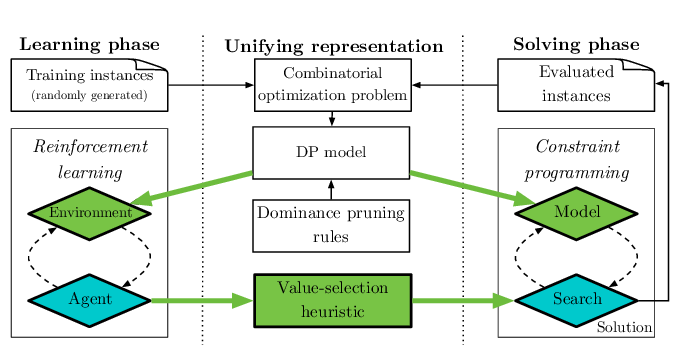 Learning phase
Unifying representation
Solving phase
Training instances
(randomly generated)
Combinatorial
optimization problem
Evaluated
instances
Reinforcement
learning
DP model
Constraint
programming
Environment
Dominance pruning
rules
Model
Agent
Value-selection
heuristic
Search
Solution